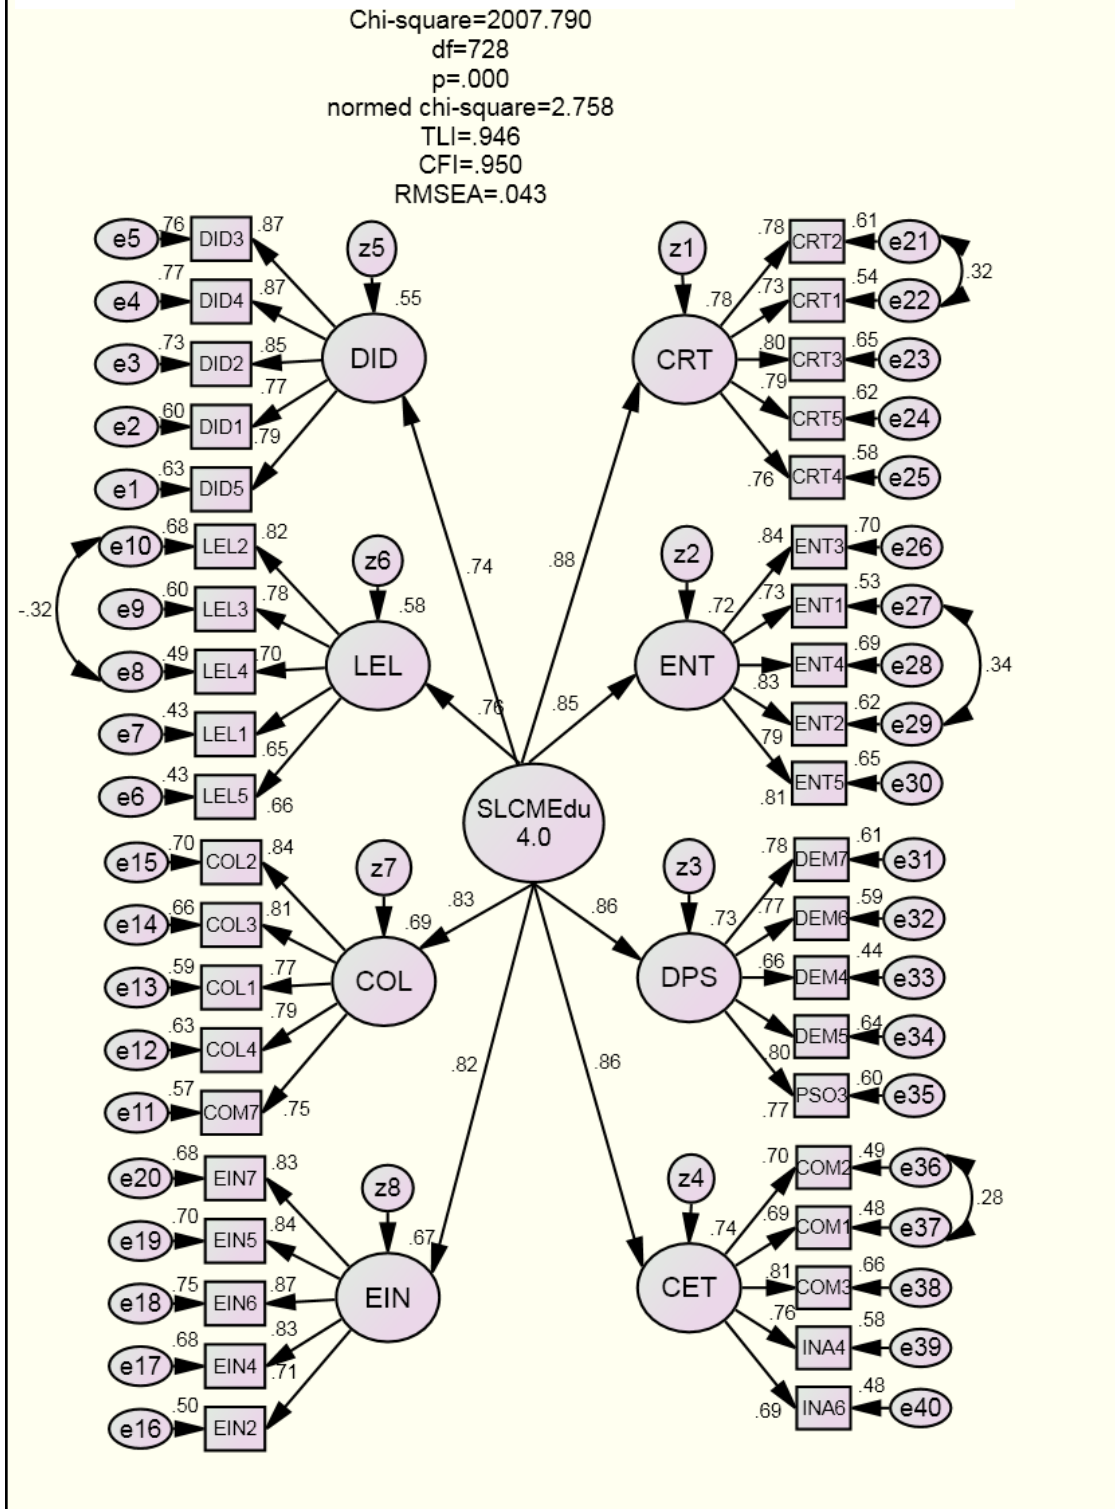 Chi-square=2007.790
df=728
p=.000
normed chi-square=2.758
TLI=.946
CFI=.950
RMSEA=.043
e5 .76 DID3 .87
e4 .77 DID4 .87
e3 .73 DID2 .85
e2 .60 DID1 .77
e1 .63 DID5 .79
z5
.55
DID
e10 .68 LEL2 .82
e9 .60 LEL3 .78
e8 .49 LEL4 .70
e7 .43 LEL1 .65
e6 .43 LEL5 .66
-.32
z6
.58
LEL
e15 .70 COL2 .84
e14 .66 COL3 .81
e13 .59 COL1 .77
e12 .63 COL4 .79
e11 .57 COM7 .75
z7
.69
COL
e20 .68 EIN7 .83
e19 .70 EIN5 .84
e18 .75 EIN6 .87
e17 .68 EIN4 .83
e16 .50 EIN2 .71
z8
.67
EIN
SLCMEdu
4.0
.74
.76
.83
.82
.88
.85
.86
.86
z1
.78
CRT
.78 CRT2 .61 e21
.73 CRT1 .54 e22
.80 CRT3 .65 e23
.79 CRT5 .62 e24
.76 CRT4 .58 e25
.32
z2
.72
ENT
.84 ENT3 .70 e26
.73 ENT1 .53 e27
.83 ENT4 .69 e28
.79 ENT2 .62 e29
.81 ENT5 .65 e30
.34
z3
.73
DPS
.78 DEM7 .61 e31
.77 DEM6 .59 e32
.66 DEM4 .44 e33
.80 DEM5 .64 e34
.77 PSO3 .60 e35
z4
.74
CET
.70 COM2 .49 e36
.69 COM1 .48 e37
.81 COM3 .66 e38
.76 INA4 .58 e39
.69 INA6 .48 e40
.28